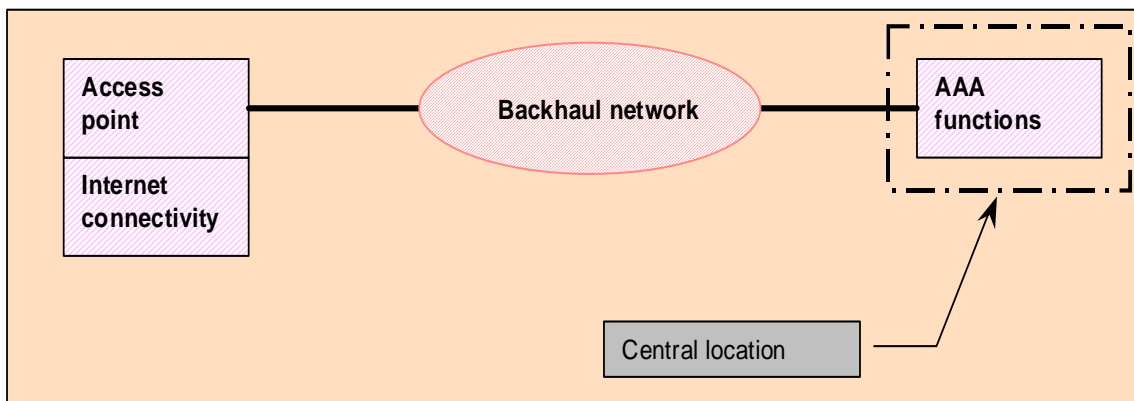 Access
point
Internet
connectivity
Backhaul network
AAA
functions
Central location